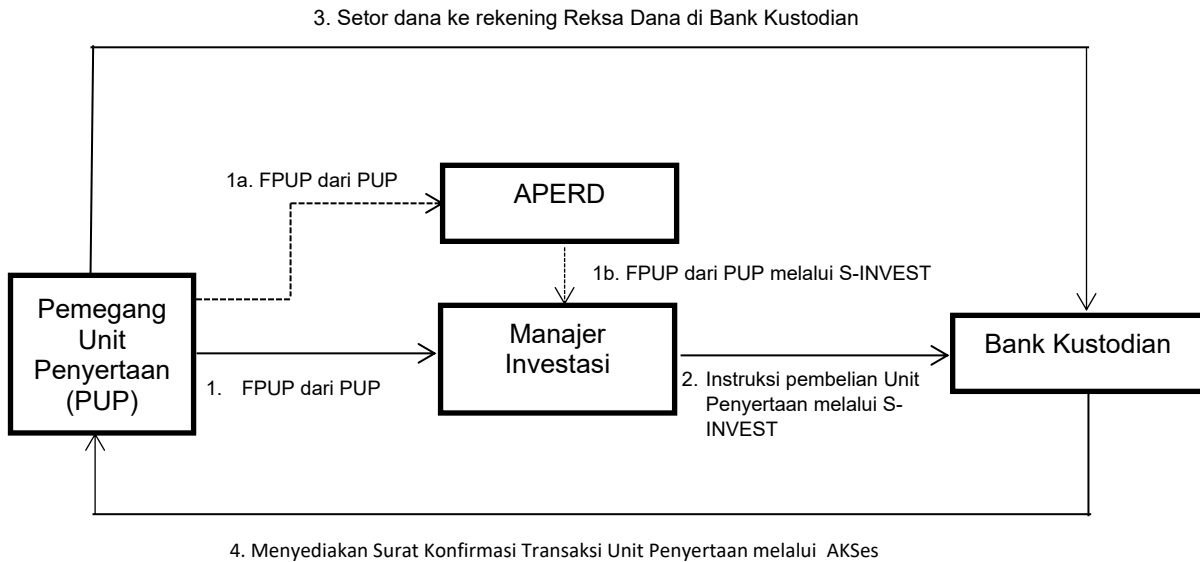 3. Setor dana ke rekening Reksa Dana di Bank Kustodian
1a. FPUP dari PUP
APERD
1b. FPUP dari PUP melalui S-INVEST
Pemegang
Unit
Penyertaan
(PUP)
Manajer
Investasi
Bank Kustodian
1. FPUP dari PUP
2. Instruksi pembelian Unit
Penyertaan melalui S-
INVEST
4. Menyediakan Surat Konfirmasi Transaksi Unit Penyertaan melalui AKSes